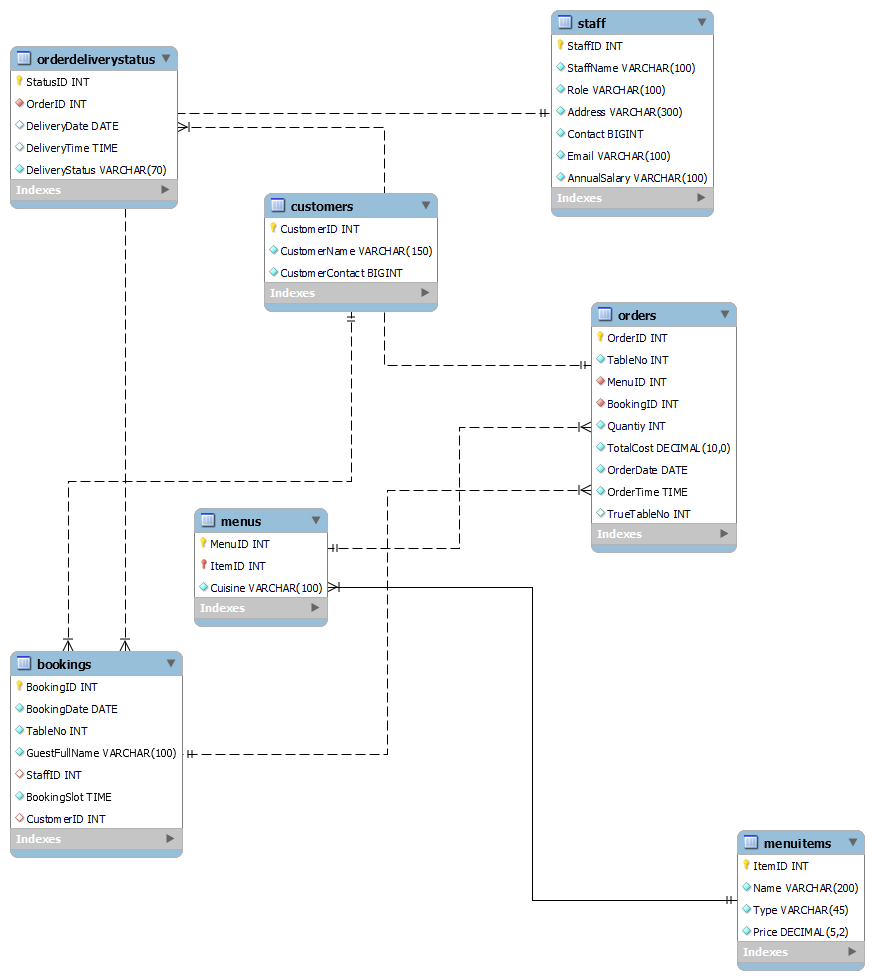 orderdeliverystatus
StatusID INT
OrderID INT
DeliveryDate DATE
DeliveryTime TIME
DeliveryStatus VARCHAR(70)
Indexes
staff
StaffID INT
StaffName VARCHAR(100)
Role VARCHAR(100)
Address VARCHAR(300)
Contact BIGINT
Email VARCHAR(100)
AnnualSalary VARCHAR(100)
Indexes
customers
CustomerID INT
CustomerName VARCHAR(150)
CustomerContact BIGINT
Indexes
orders
OrderID INT
TableNo INT
MenuID INT
BookingID INT
Quantiy INT
TotalCost DECIMAL(10,0)
OrderDate DATE
OrderTime TIME
TrueTableNo INT
Indexes
menus
MenuID INT
ItemID INT
Cuisine VARCHAR(100)
Indexes
bookings
BookingID INT
BookingDate DATE
TableNo INT
GuestFullName VARCHAR(100)
StaffID INT
BookingSlot TIME
CustomerID INT
Indexes
menuitems
ItemID INT
Name VARCHAR(200)
Type VARCHAR(45)
Price DECIMAL(5,2)
Indexes